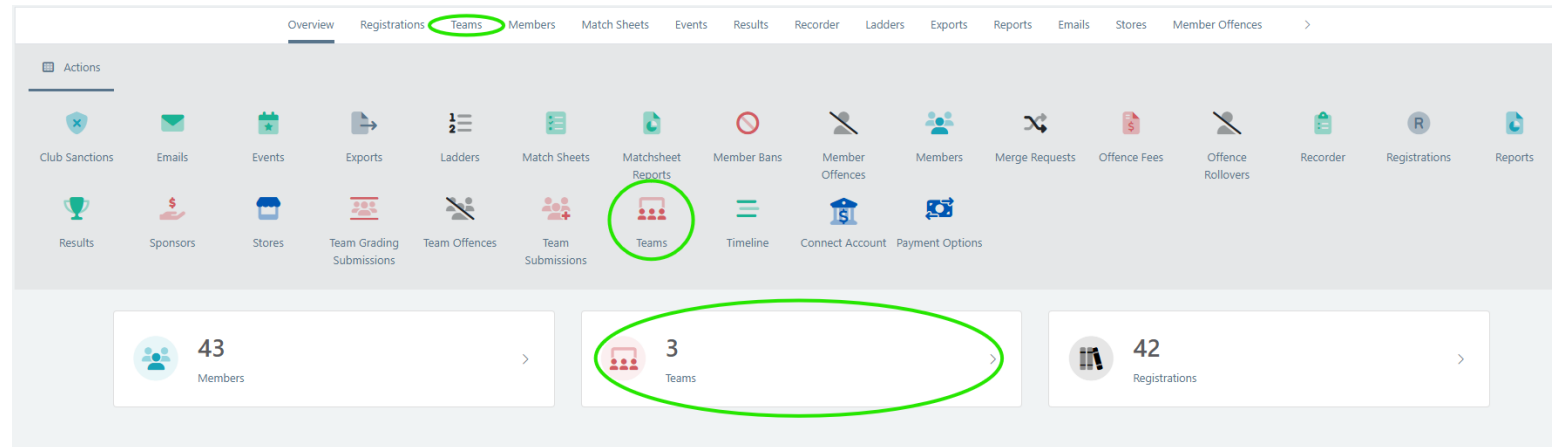 Overview Registrations Teams Members Match Sheets Events Results Recorder Ladders Exports Reports Emails Stores Member Offences
Actions
1
2
$
R
Club Sanctions Emails Events Exports Ladders Match Sheets Matchsheet Reports Member Bans Member Offences Members Merge Requests Offence Fees Offence Rollovers Recorder Registrations Reports
$
$
Results Sponsors Stores Team Grading Submissions Team Offences Team Submissions Teams Timeline Connect Account Payment Options
43
Members
3
Teams
42
Registrations